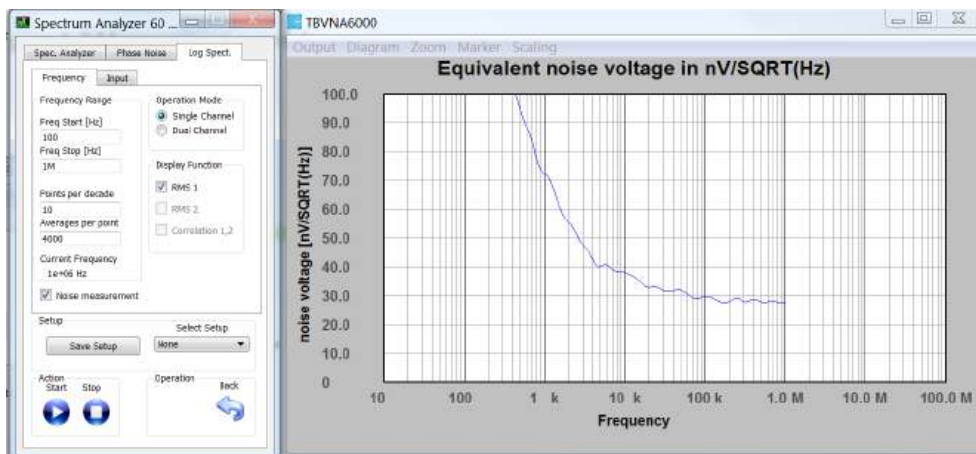 Spectrum Analyzer 60 ...
Spec. Analyzer Phase Noise Log Spect.
Frequency Input
Frequency Range
Freq Start [Hz]
100
Freq Stop [Hz]
1M
Points per decade
10
Averages per point
4000
Current Frequency
1e+06 Hz
Noise measurement
Operation Mode
Single Channel
Dual Channel
Display Function
RMS 1
RMS 2
Correlation 1,2
Setup
Save Setup
Select Setup
None
Action
Start Stop
Operation
Back
TBVNA6000
Output Diagram Zoom Marker Scaling
Equivalent noise voltage in nV/SQRT(Hz)
noise voltage [nV/SQRT(Hz)]
100.0
90.0
80.0
70.0
60.0
50.0
40.0
30.0
20.0
10.0
0
10 100 1 k 10 k 100 k 1.0 M 10.0 M 100.0 M
Frequency